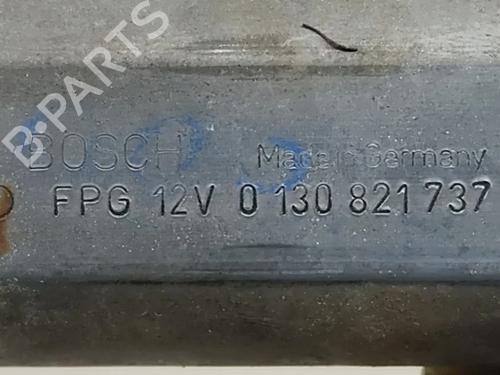 B-PARTS
BOSCH Made in Germany
FPG 12V 0 130 821 737